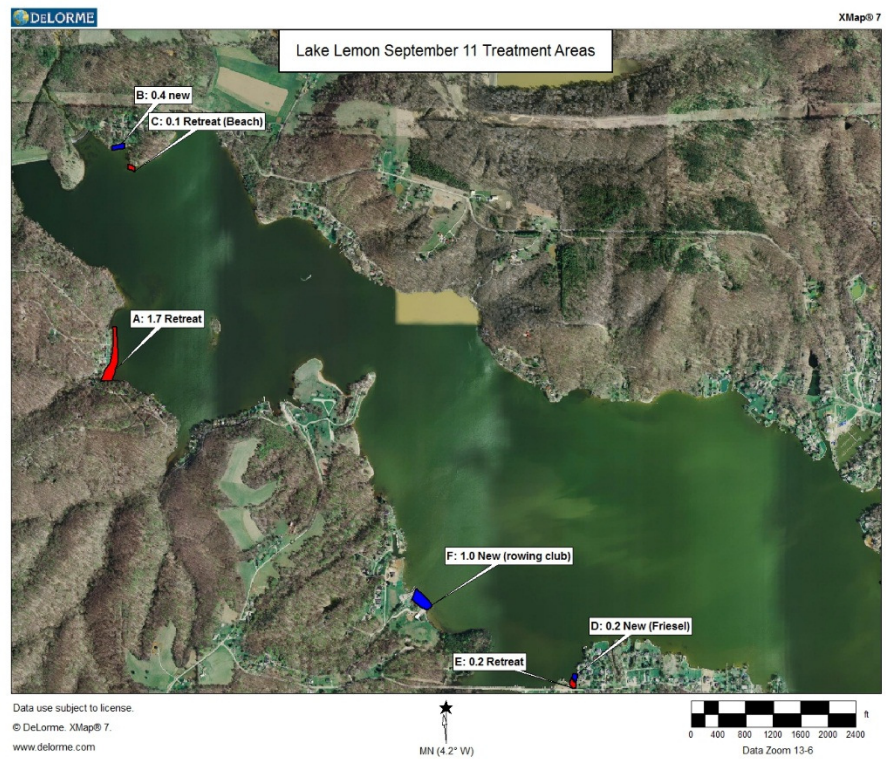 DELORME
XMap® 7
Lake Lemon September 11 Treatment Areas
B: 0.4 new
C: 0.1 Retreat (Beach)
A: 1.7 Retreat
F: 1.0 New (rowing club)
D: 0.2 New (Friesel)
E: 0.2 Retreat
Data use subject to license.
© DeLorme. XMap® 7.
www.delorme.com
MN (4.2° W)
ft
0 400 800 1200 1600 2000 2400
Data Zoom 13-6